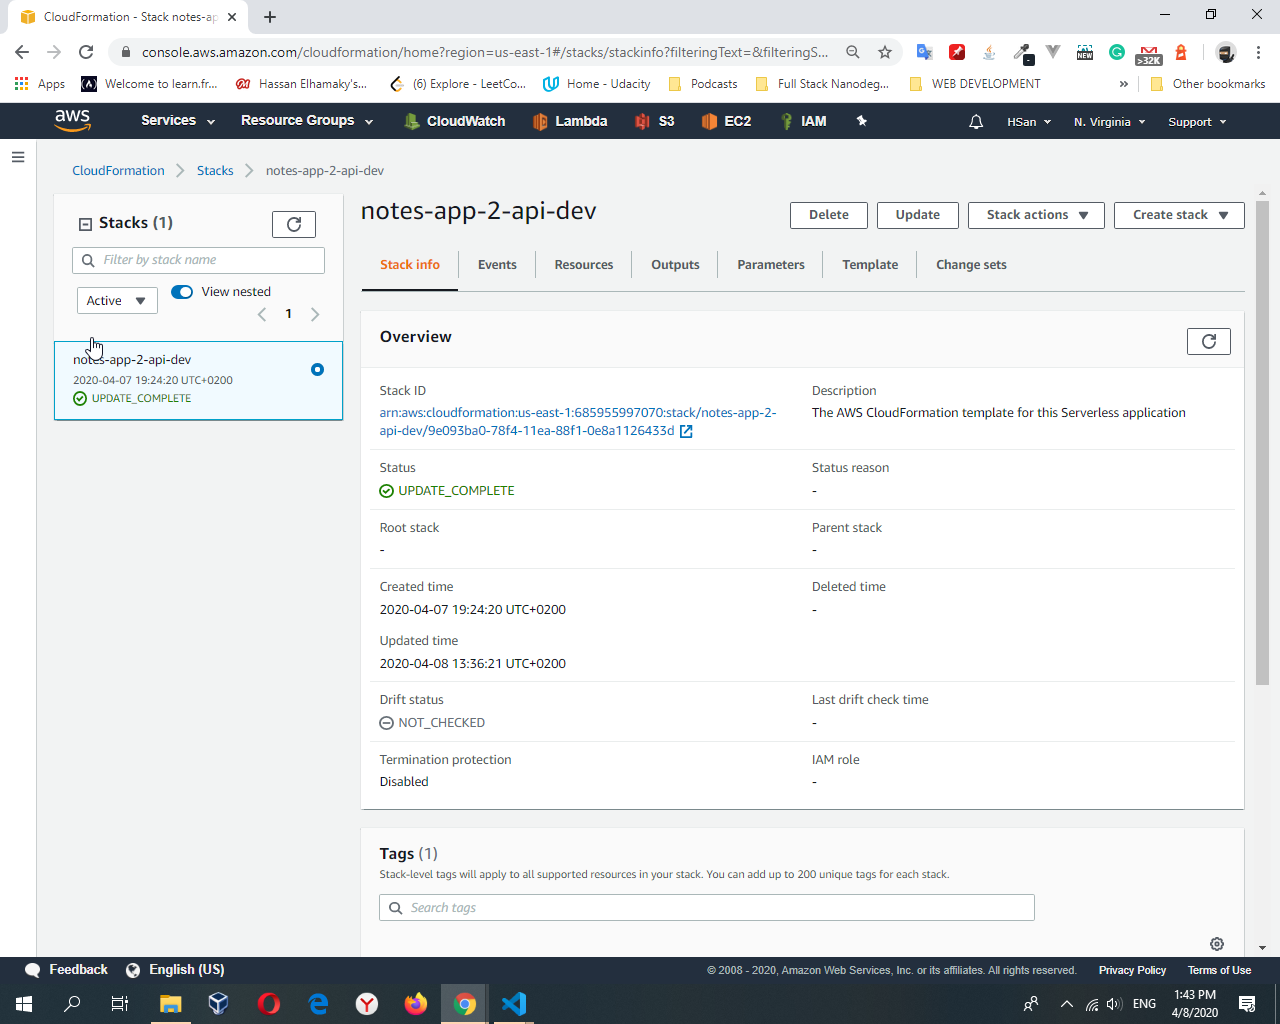 CloudFormation - Stack notes-ap
console.aws.amazon.com/cloudformation/home?region=us-east-1#/stacks/stackinfo?filteringText=&filteringS...
NEW
>32K
Apps
Welcome to learn.fr...
Hassan Elhamaky's...
(6) Explore - LeetCo...
Home - Udacity
Podcasts
Full Stack Nanodeg...
WEB DEVELOPMENT
»
Other bookmarks
aws
Services
Resource Groups
CloudWatch
Lambda
S3
EC2
IAM
HSan
N. Virginia
Support
CloudFormation
Stacks
notes-app-2-api-dev
Stacks (1)
Filter by stack name
Active
View nested
1
notes-app-2-api-dev
2020-04-07 19:24:20 UTC+0200
UPDATE_COMPLETE
notes-app-2-api-dev
Delete
Update
Stack actions
Create stack
Stack info
Events
Resources
Outputs
Parameters
Template
Change sets
Overview
Stack ID
arn:aws:cloudformation:us-east-1:685955997070:stack/notes-app-2-
api-dev/9e093ba0-78f4-11ea-88f1-0e8a1126433d
Description
The AWS CloudFormation template for this Serverless application
Status
UPDATE_COMPLETE
Status reason
-
Root stack
-
Parent stack
-
Created time
2020-04-07 19:24:20 UTC+0200
Deleted time
-
Updated time
2020-04-08 13:36:21 UTC+0200
Drift status
NOT_CHECKED
Last drift check time
-
Termination protection
Disabled
IAM role
-
Tags (1)
Stack-level tags will apply to all supported resources in your stack. You can add up to 200 unique tags for each stack.
Search tags
Feedback
English (US)
© 2008 - 2020, Amazon Web Services, Inc. or its affiliates. All rights reserved.
Privacy Policy
Terms of Use
ENG
1:43 PM
4/8/2020